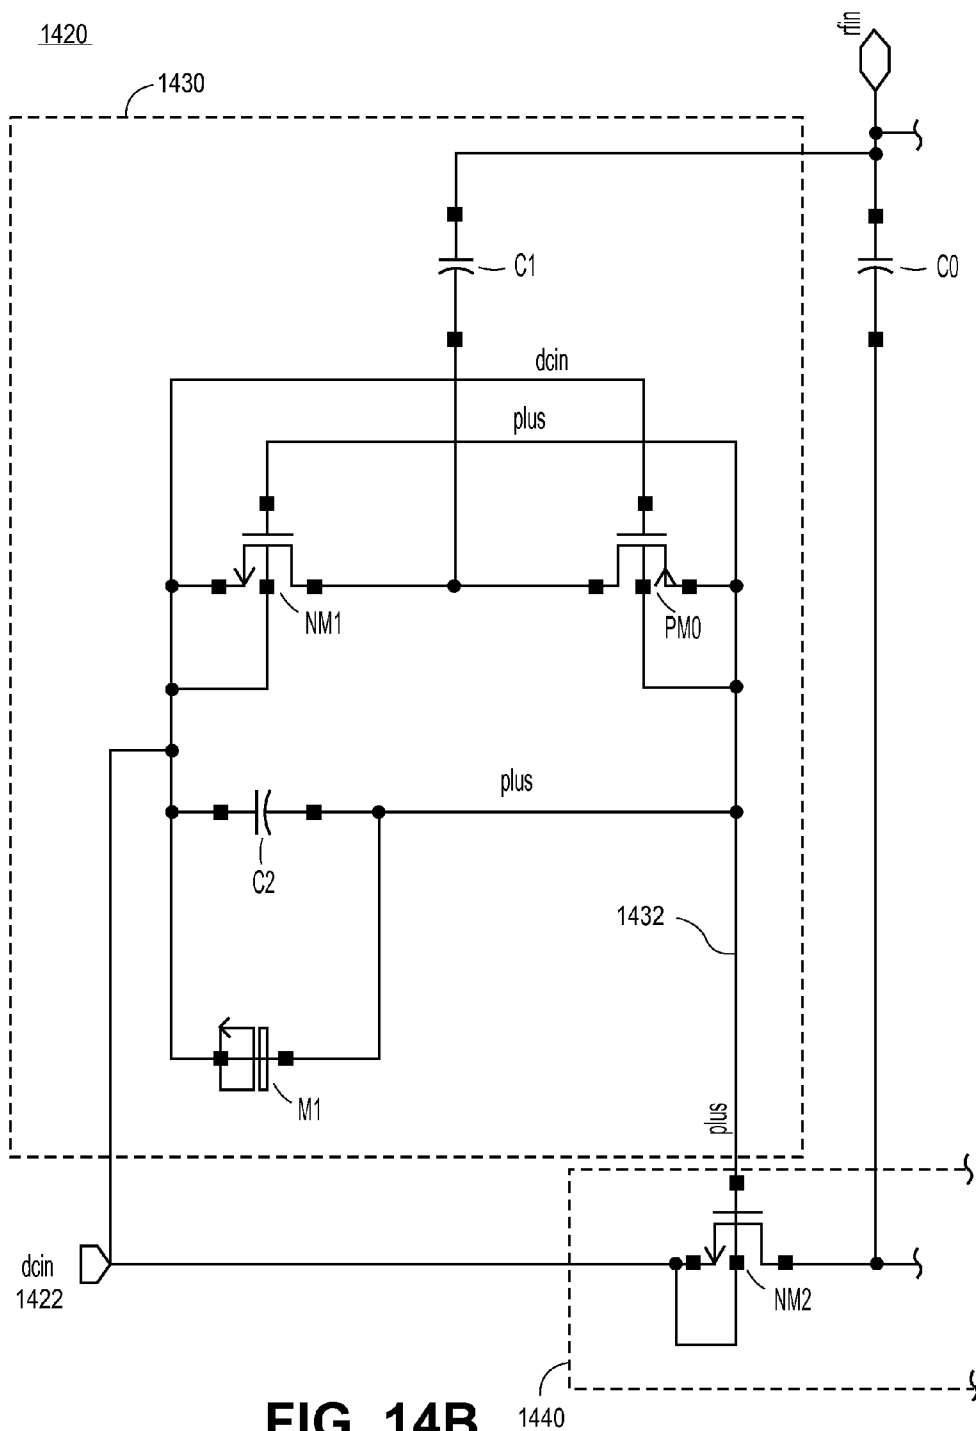 1420
rfin
1430
C1
C0
dcin
plus
NM1
PM0
plus
C2
1432
M1
plus
dcin
1422
NM2
1440
FIG. 14B